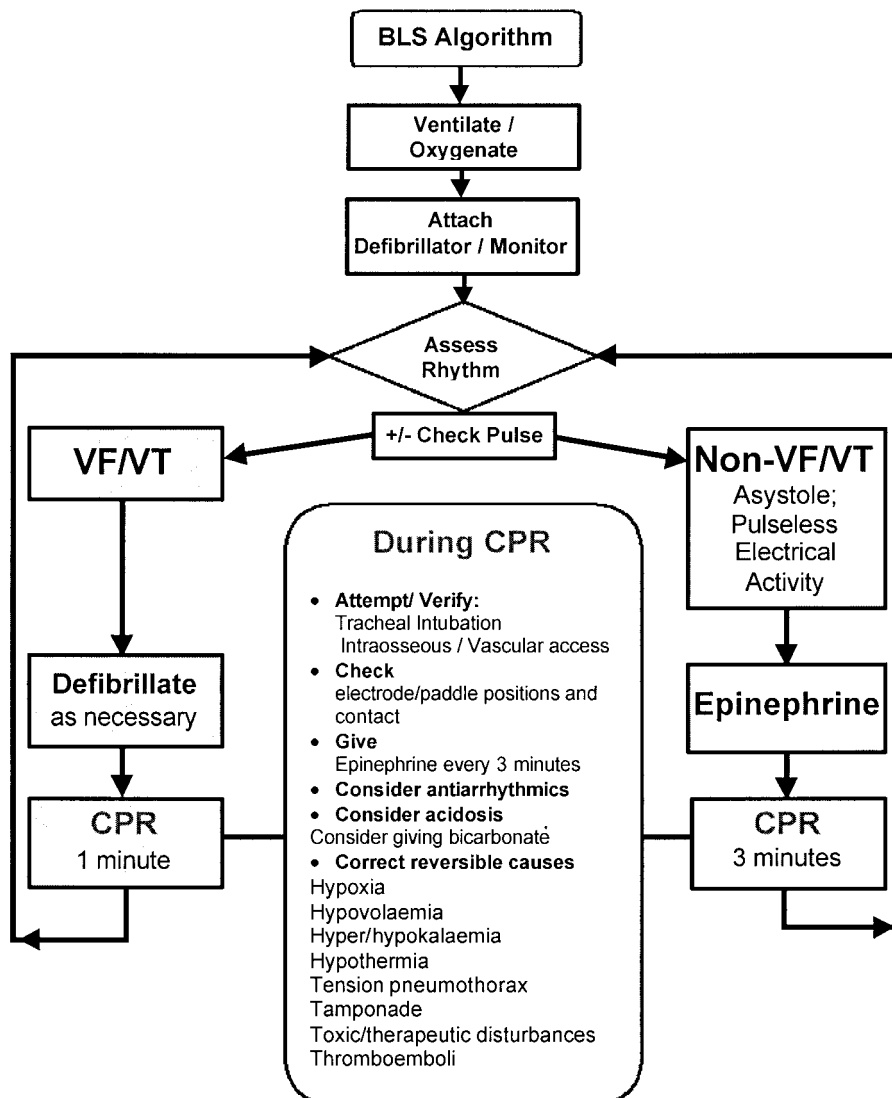 BLS Algorithm
Ventilate /
Oxygenate
Attach
Defibrillator / Monitor
Assess
Rhythm
+/- Check Pulse
VF/VT
Non-VF/VT
Asystole;
Pulseless
Electrical
Activity
Defibrillate
as necessary
Epinephrine
CPR
1 minute
CPR
3 minutes
During CPR
• Attempt/ Verify:
Tracheal Intubation
Intraosseous / Vascular access
• Check
electrode/paddle positions and
contact
• Give
Epinephrine every 3 minutes
• Consider antiarrhythmics
• Consider acidosis
Consider giving bicarbonate
• Correct reversible causes
Hypoxia
Hypovolaemia
Hyper/hypokalaemia
Hypothermia
Tension pneumothorax
Tamponade
Toxic/therapeutic disturbances
Thromboemboli